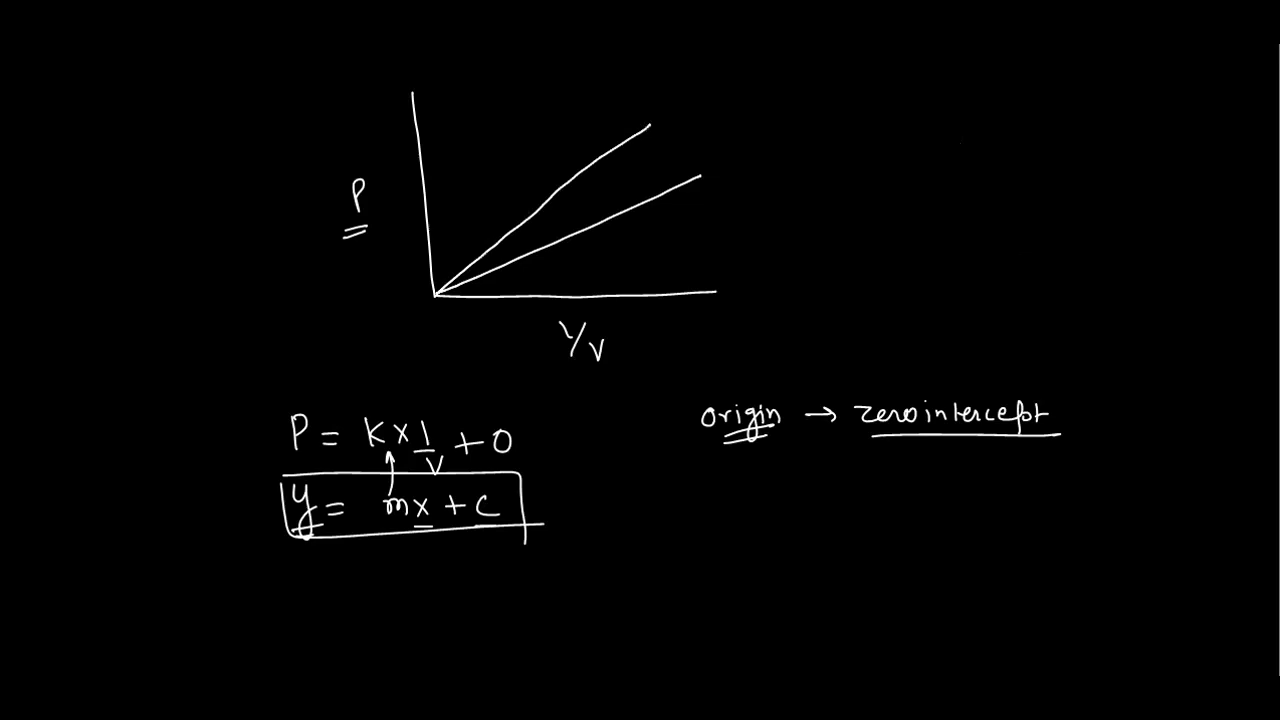 P
1/V
P = K x 1/V + 0
y = mx + c
origin → zero intercept